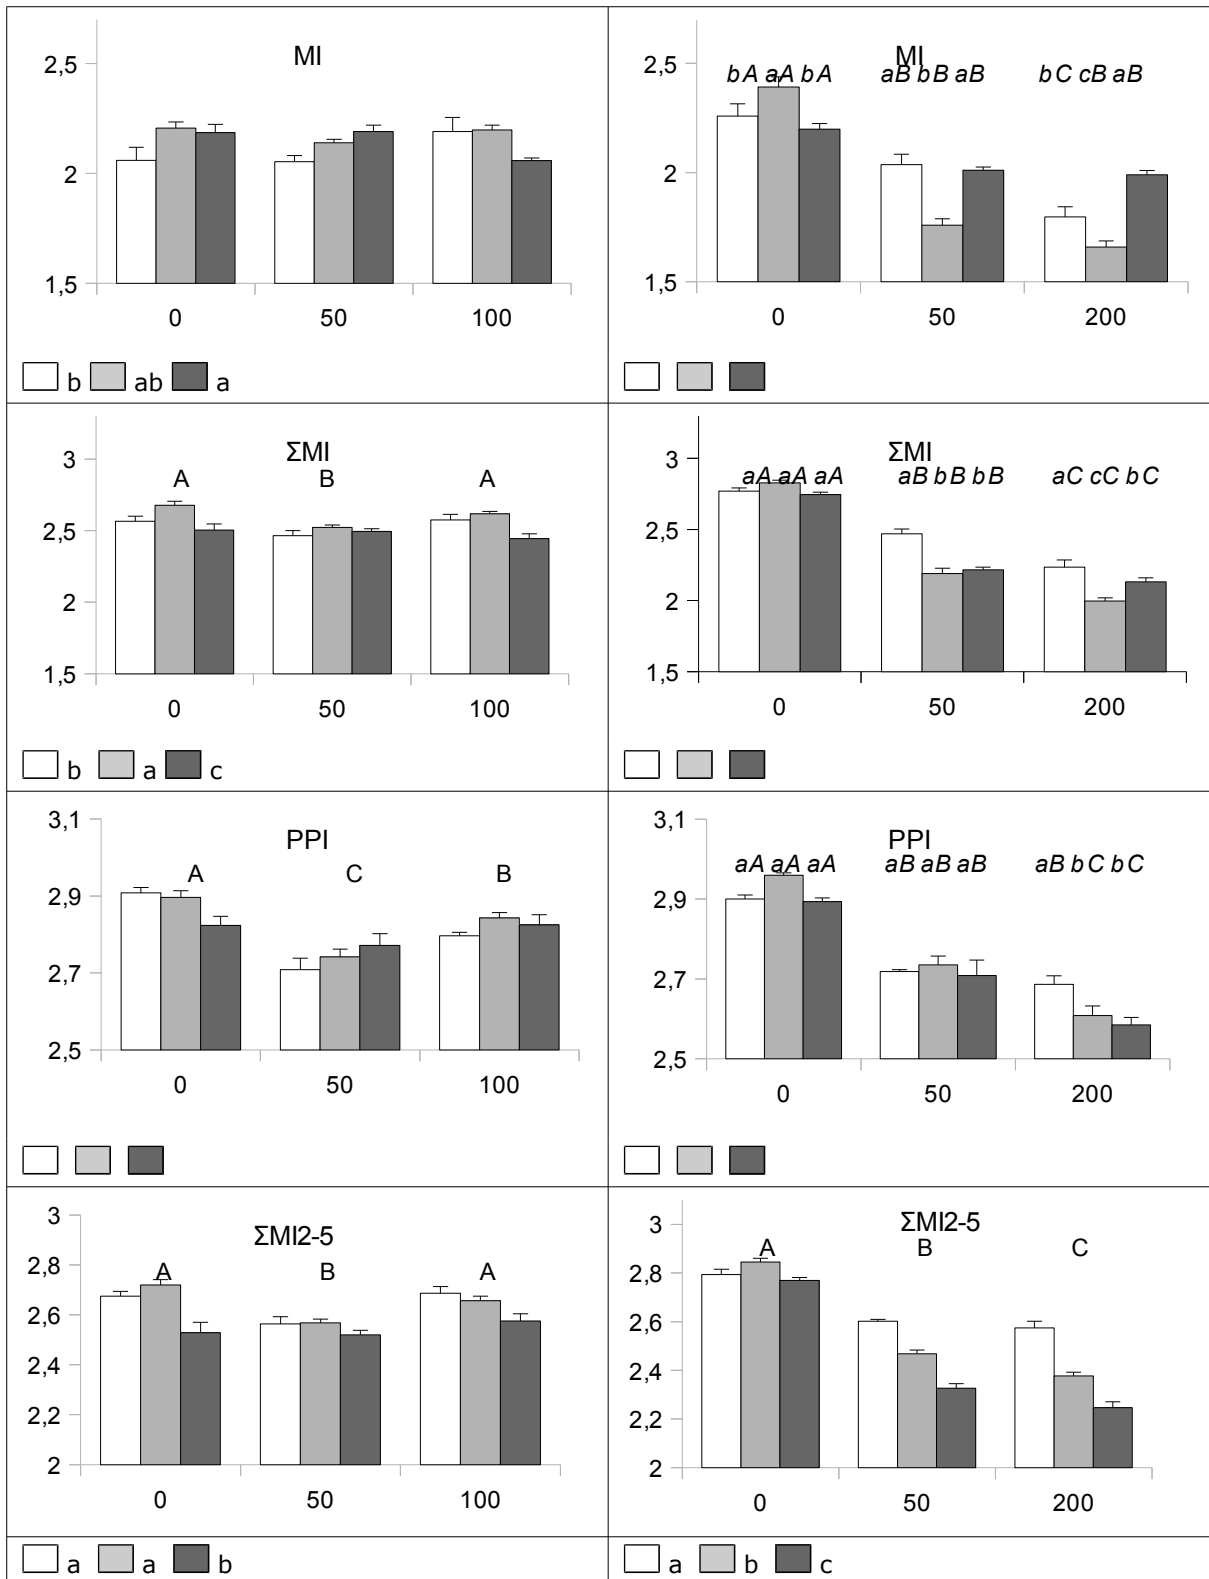 MI
2,5
2
1,5
0 50 100
b ab a
MI
bA aA bA aB bB aB bC cB aB
2,5
2
1,5
0 50 200
ΣMI
A B A
3
2,5
2
1,5
0 50 100
b a c
ΣMI
aA aA aA aB bB bB aC cC bC
3
2,5
2
1,5
0 50 200
3,1
PPI
A C B
2,9
2,7
2,5
0 50 100
3,1
PPI
aA aA aA aB aB aB aB bC bC
2,9
2,7
2,5
0 50 200
3
ΣMI2-5
A B A
2,8
2,6
2,4
2,2
2
0 50 100
a a b
3
ΣMI2-5
A B C
2,8
2,6
2,4
2,2
2
0 50 200
a b c